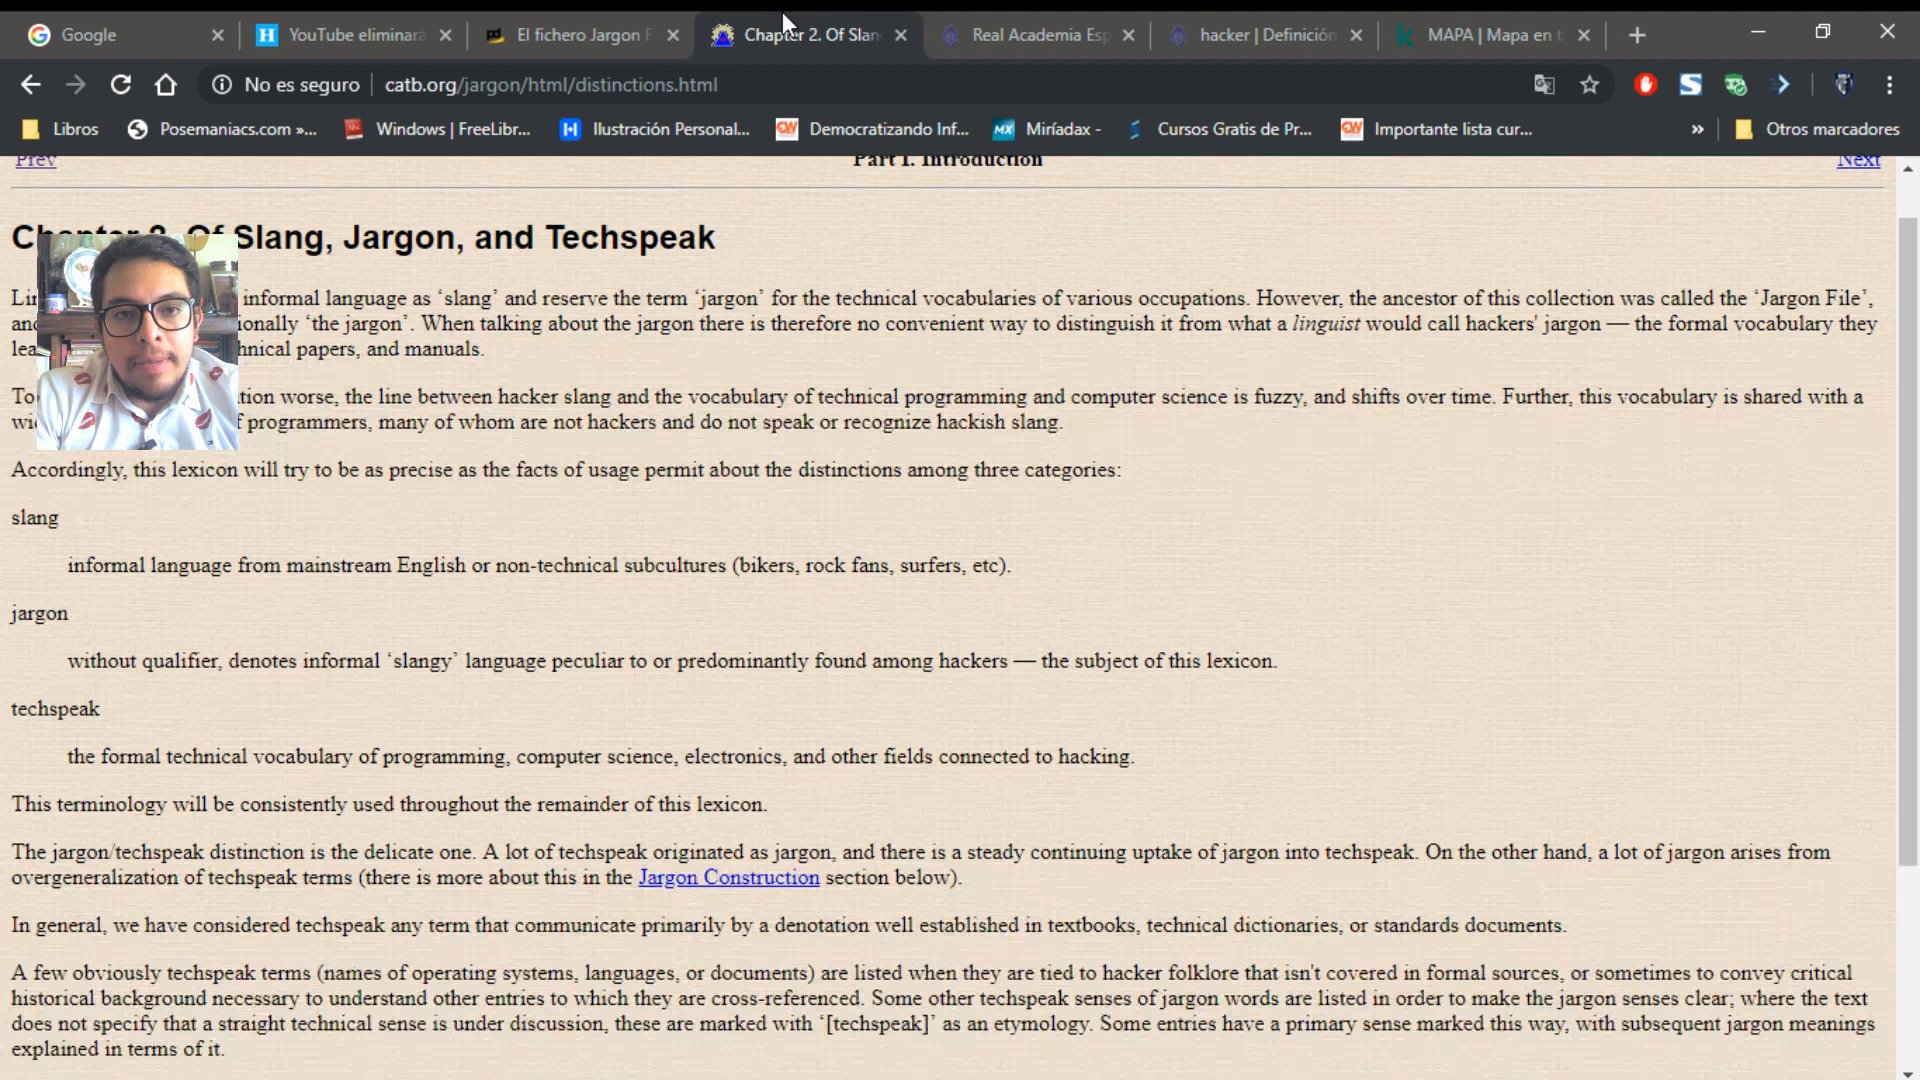 Google
YouTube eliminará
El fichero Jargon F
Chapter 2. Of Slan
Real Academia Esp
hacker | Definición
MAPA | Mapa en t
No es seguro
catb.org/jargon/html/distinctions.html
Libros
Posemaniacs.com »...
Windows | FreeLibr...
Ilustración Personal...
Democratizando Inf...
Miríadax -
Cursos Gratis de Pr...
Importante lista cur...
»
Otros marcadores
Prev
Part I. Introduction
Next
Chapter 2. Of Slang, Jargon, and Techspeak
informal language as ‘slang’ and reserve the term ‘jargon’ for the technical vocabularies of various occupations. However, the ancestor of this collection was called the ‘Jargon File’,
‘the jargon’. When talking about the jargon there is therefore no convenient way to distinguish it from what a linguist would call hackers' jargon — the formal vocabulary they
papers, and manuals.
To
worse, the line between hacker slang and the vocabulary of technical programming and computer science is fuzzy, and shifts over time. Further, this vocabulary is shared with a
programmers, many of whom are not hackers and do not speak or recognize hackish slang.
Accordingly, this lexicon will try to be as precise as the facts of usage permit about the distinctions among three categories:
slang
informal language from mainstream English or non-technical subcultures (bikers, rock fans, surfers, etc).
jargon
without qualifier, denotes informal ‘slangy’ language peculiar to or predominantly found among hackers — the subject of this lexicon.
techspeak
the formal technical vocabulary of programming, computer science, electronics, and other fields connected to hacking.
This terminology will be consistently used throughout the remainder of this lexicon.
The jargon/techspeak distinction is the delicate one. A lot of techspeak originated as jargon, and there is a steady continuing uptake of jargon into techspeak. On the other hand, a lot of jargon arises from
overgeneralization of techspeak terms (there is more about this in the Jargon Construction section below).
In general, we have considered techspeak any term that communicate primarily by a denotation well established in textbooks, technical dictionaries, or standards documents.
A few obviously techspeak terms (names of operating systems, languages, or documents) are listed when they are tied to hacker folklore that isn't covered in formal sources, or sometimes to convey critical
historical background necessary to understand other entries to which they are cross-referenced. Some other techspeak senses of jargon words are listed in order to make the jargon senses clear; where the text
does not specify that a straight technical sense is under discussion, these are marked with ‘[techspeak]’ as an etymology. Some entries have a primary sense marked this way, with subsequent jargon meanings
explained in terms of it.